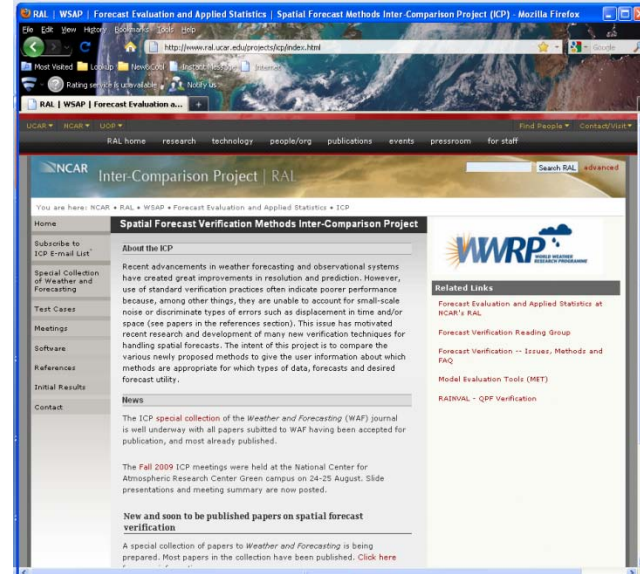 RAL | WSAP | Forecast Evaluation and Applied Statistics | Spatial Forecast Methods Inter-Comparison Project (ICP) - Mozilla Firefox
File Edit View History Bookmarks Tools Help
http://www.ral.ucar.edu/projects/icp/index.html
Google
Most Visited Lookup NewsCool Instant Message Internet
Rating service is unavailable Notify us
RAL | WSAP | Forecast Evaluation a...
UCAR NCAR UOP Find People Contact/Visit
RAL home research technology people/org publications events pressroom for staff
NCAR
Inter-Comparison Project | RAL
Search RAL advanced
You are here: NCAR • RAL • WSAP • Forecast Evaluation and Applied Statistics • ICP
Home
Subscribe to
ICP E-mail List*
Special Collection
of Weather and
Forecasting
Test Cases
Meetings
Software
References
Initial Results
Contact
Spatial Forecast Verification Methods Inter-Comparison Project
About the ICP
Recent advancements in weather forecasting and observational systems
have created great improvements in resolution and prediction. However,
use of standard verification practices often indicate poorer performance
because, among other things, they are unable to account for small-scale
noise or discriminate types of errors such as displacement in time and/or
space (see papers in the references section). This issue has motivated
recent research and development of many new verification techniques for
handling spatial forecasts. The intent of this project is to compare the
various newly proposed methods to give the user information about which
methods are appropriate for which types of data, forecasts and desired
forecast utility.
News
The ICP special collection of the Weather and Forecasting (WAF) journal
is well underway with all papers subitted to WAF having been accepted for
publication, and most already published.
The Fall 2009 ICP meetings were held at the National Center for
Atmospheric Research Center Green campus on 24-25 August. Slide
presentations and meeting summary are now posted.
New and soon to be published papers on spatial forecast
verification
A special collection of papers to Weather and Forecasting is being
prepared. Most papers in the collection have been published. Click here
WWRP
WORLD WEATHER
RESEARCH PROGRAMME
Related Links
Forecast Evaluation and Applied Statistics at
NCAR's RAL
Forecast Verification Reading Group
Forecast Verification -- Issues, Methods and
FAQ
Model Evaluation Tools (MET)
RAINVAL - QPF Verification